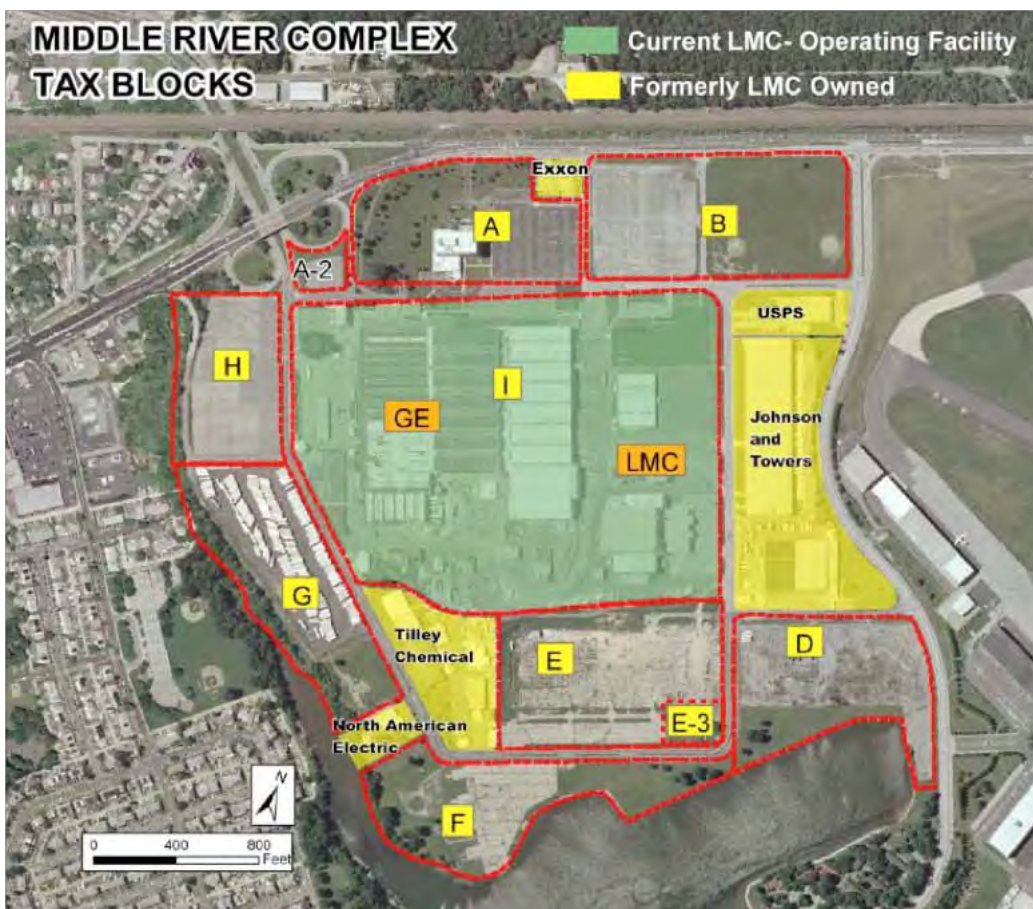 MIDDLE RIVER COMPLEX
TAX BLOCKS
Current LMC- Operating Facility
Formerly LMC Owned
Exxon
A
B
A-2
USPS
H
I
GE
Johnson
and
Towers
LMC
G
Tilley
Chemical
E
D
E-3
North American
Electric
F
N
0 400 800
Feet